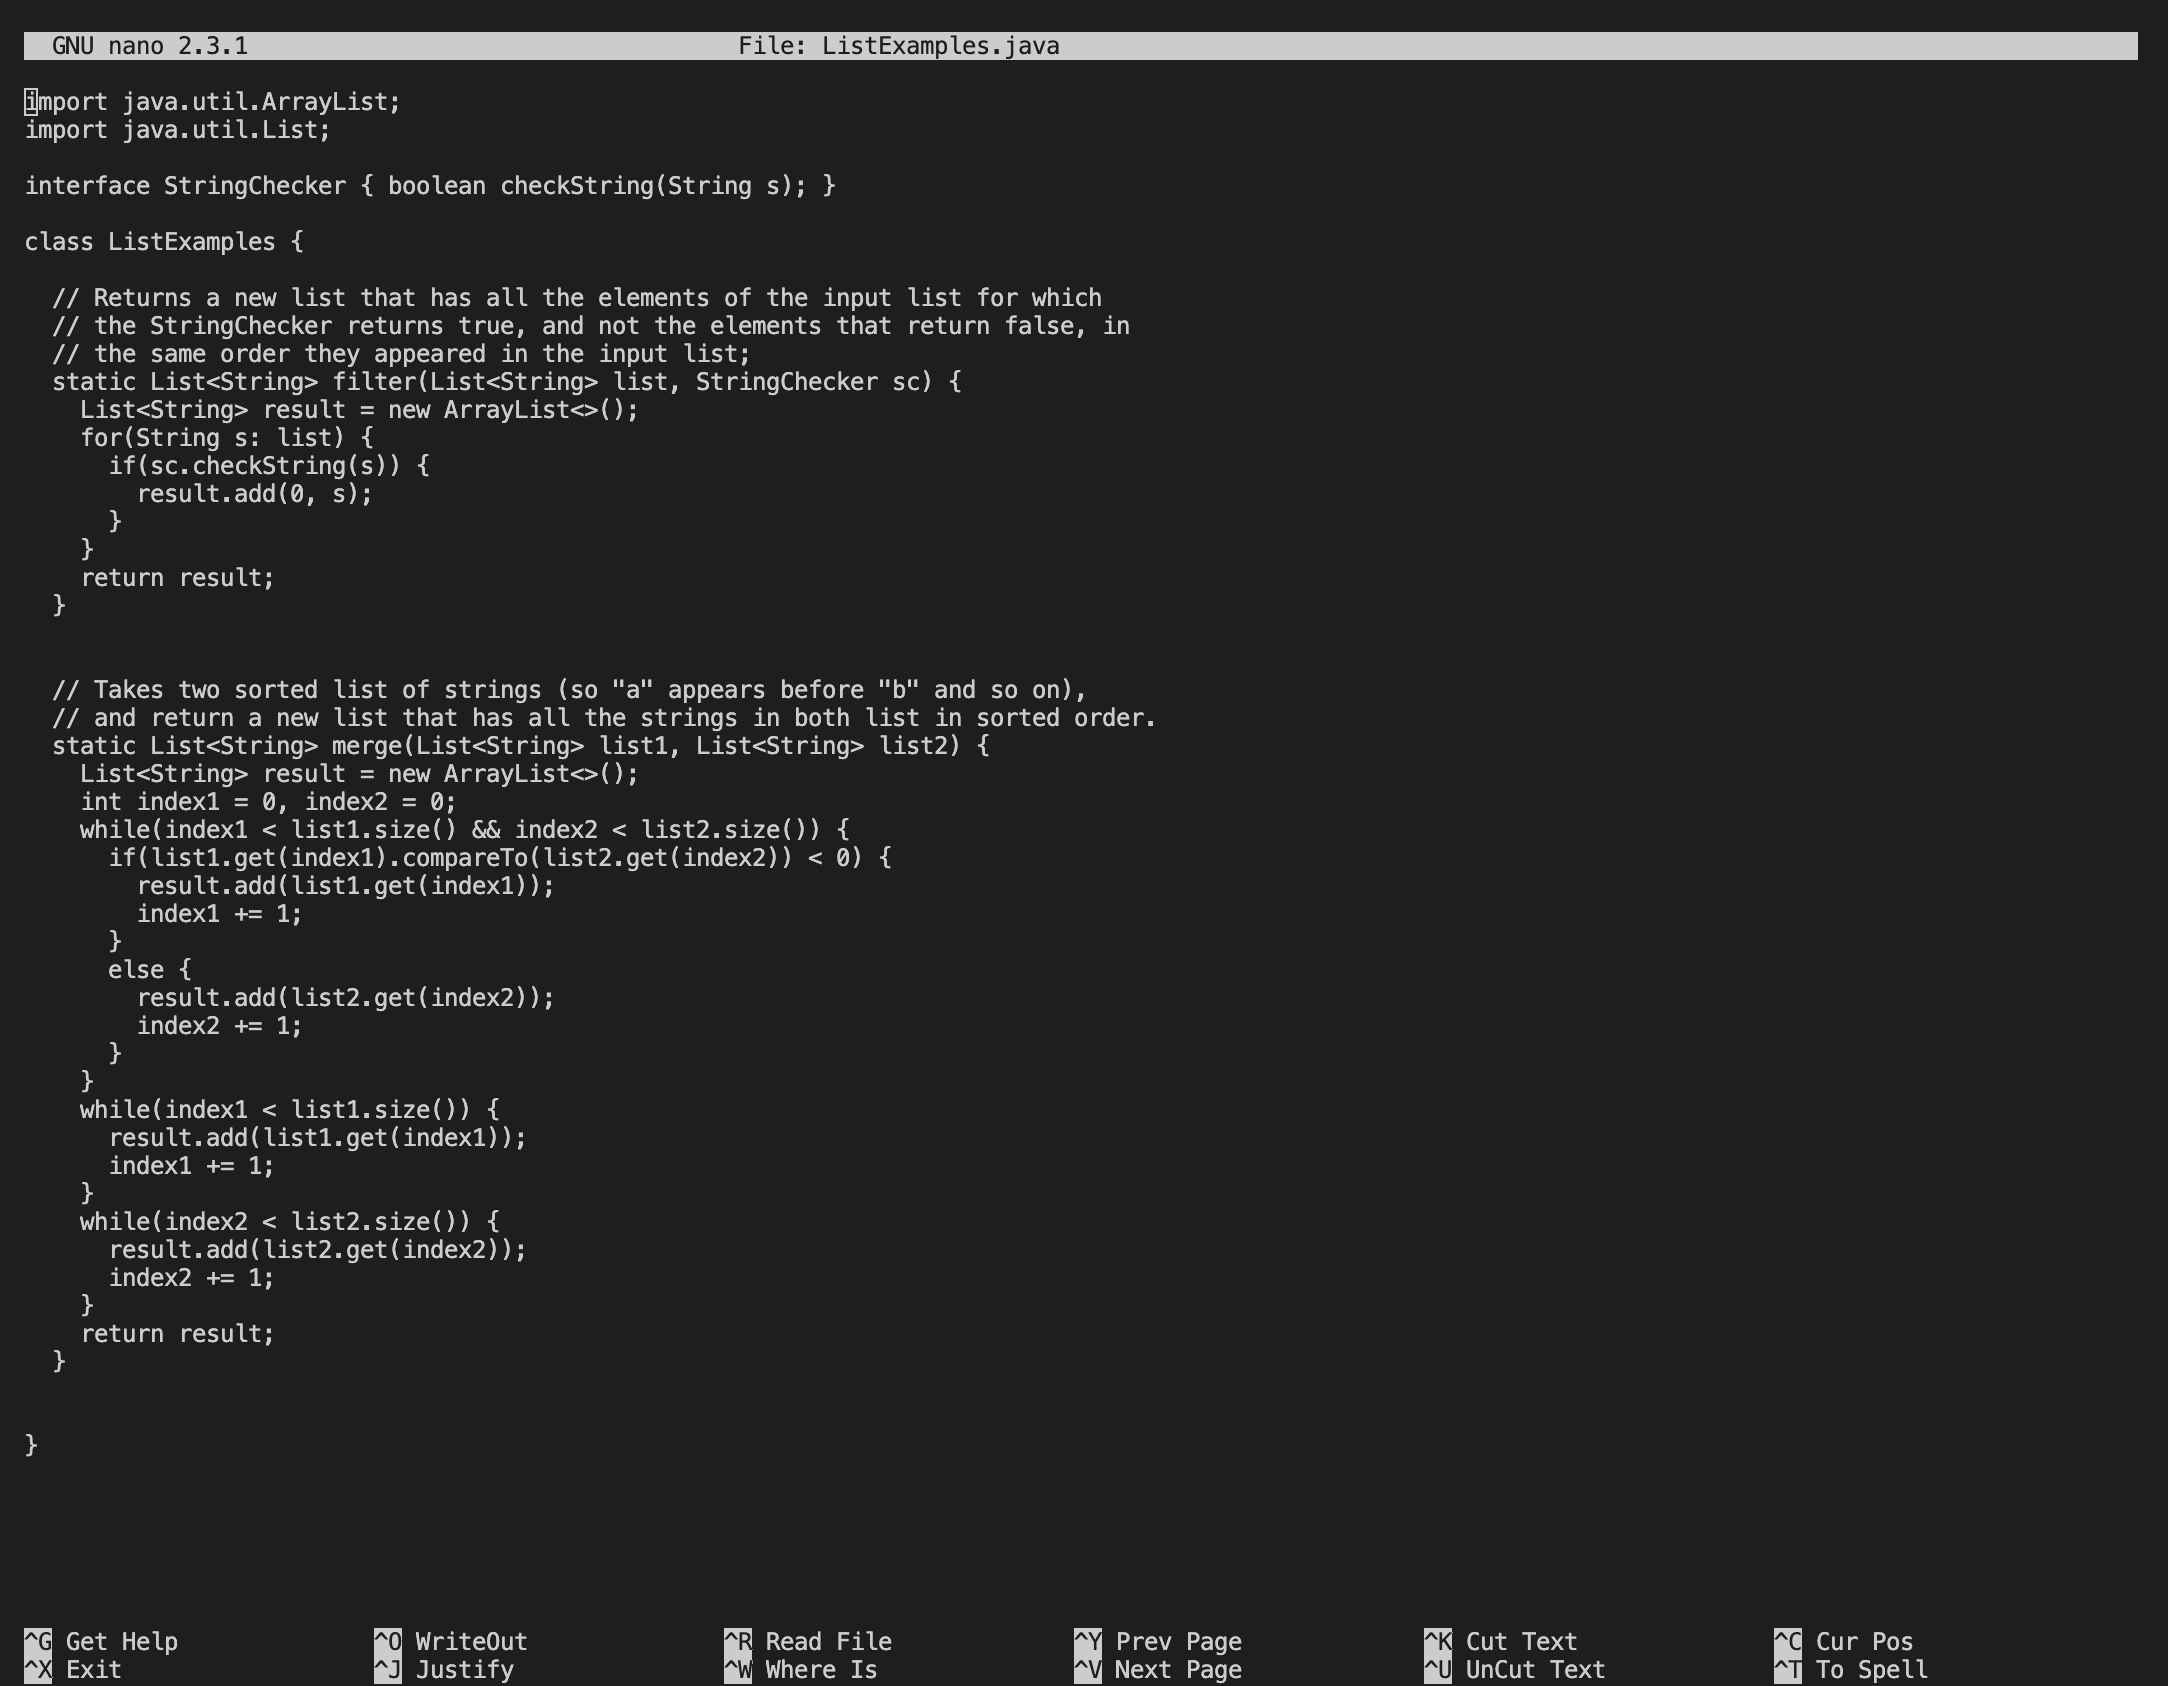 GNU nano 2.3.1 File: ListExamples.java
import java.util.ArrayList;
import java.util.List;
interface StringChecker { boolean checkString(String s); }
class ListExamples {
  // Returns a new list that has all the elements of the input list for which
  // the StringChecker returns true, and not the elements that return false, in
  // the same order they appeared in the input list;
  static List<String> filter(List<String> list, StringChecker sc) {
    List<String> result = new ArrayList<>();
    for(String s: list) {
      if(sc.checkString(s)) {
        result.add(0, s);
      }
    }
    return result;
  }
  // Takes two sorted list of strings (so "a" appears before "b" and so on),
  // and return a new list that has all the strings in both list in sorted order.
  static List<String> merge(List<String> list1, List<String> list2) {
    List<String> result = new ArrayList<>();
    int index1 = 0, index2 = 0;
    while(index1 < list1.size() && index2 < list2.size()) {
      if(list1.get(index1).compareTo(list2.get(index2)) < 0) {
        result.add(list1.get(index1));
        index1 += 1;
      }
      else {
        result.add(list2.get(index2));
        index2 += 1;
      }
    }
    while(index1 < list1.size()) {
      result.add(list1.get(index1));
      index1 += 1;
    }
    while(index2 < list2.size()) {
      result.add(list2.get(index2));
      index2 += 1;
    }
    return result;
  }
}
^G Get Help ^O WriteOut ^R Read File ^Y Prev Page ^K Cut Text ^C Cur Pos
^X Exit ^J Justify ^W Where Is ^V Next Page ^U UnCut Text ^T To Spell